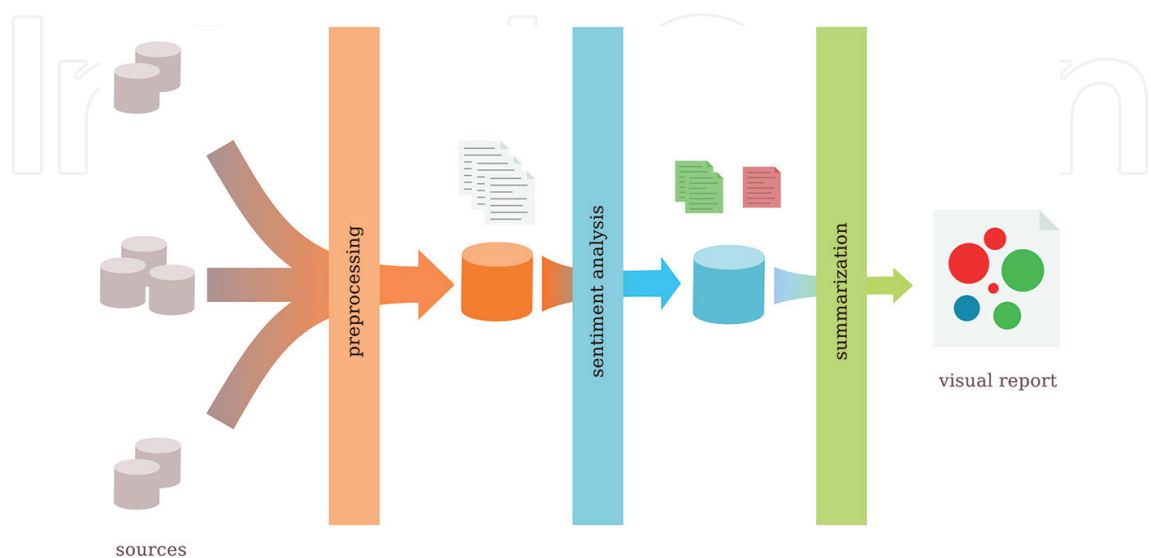 sources
preprocessing
sentiment analysis
summarization
visual report